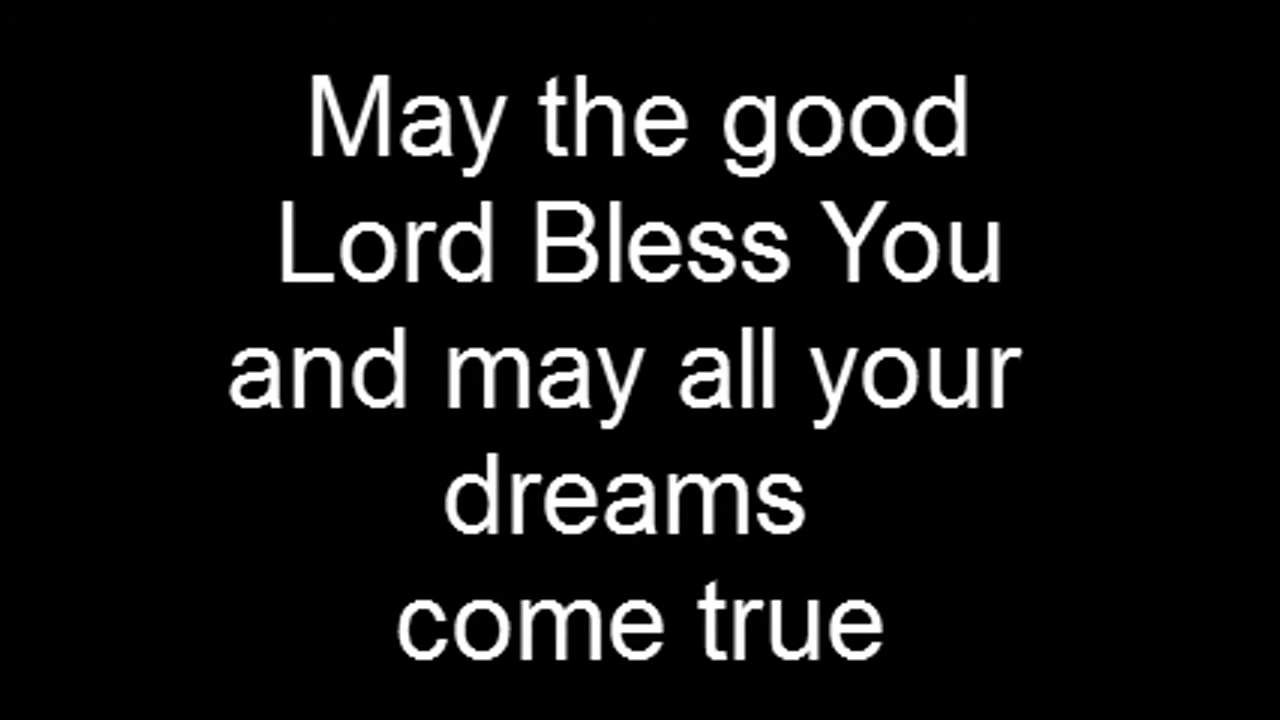 May the good
Lord Bless You
and may all your
dreams
come true